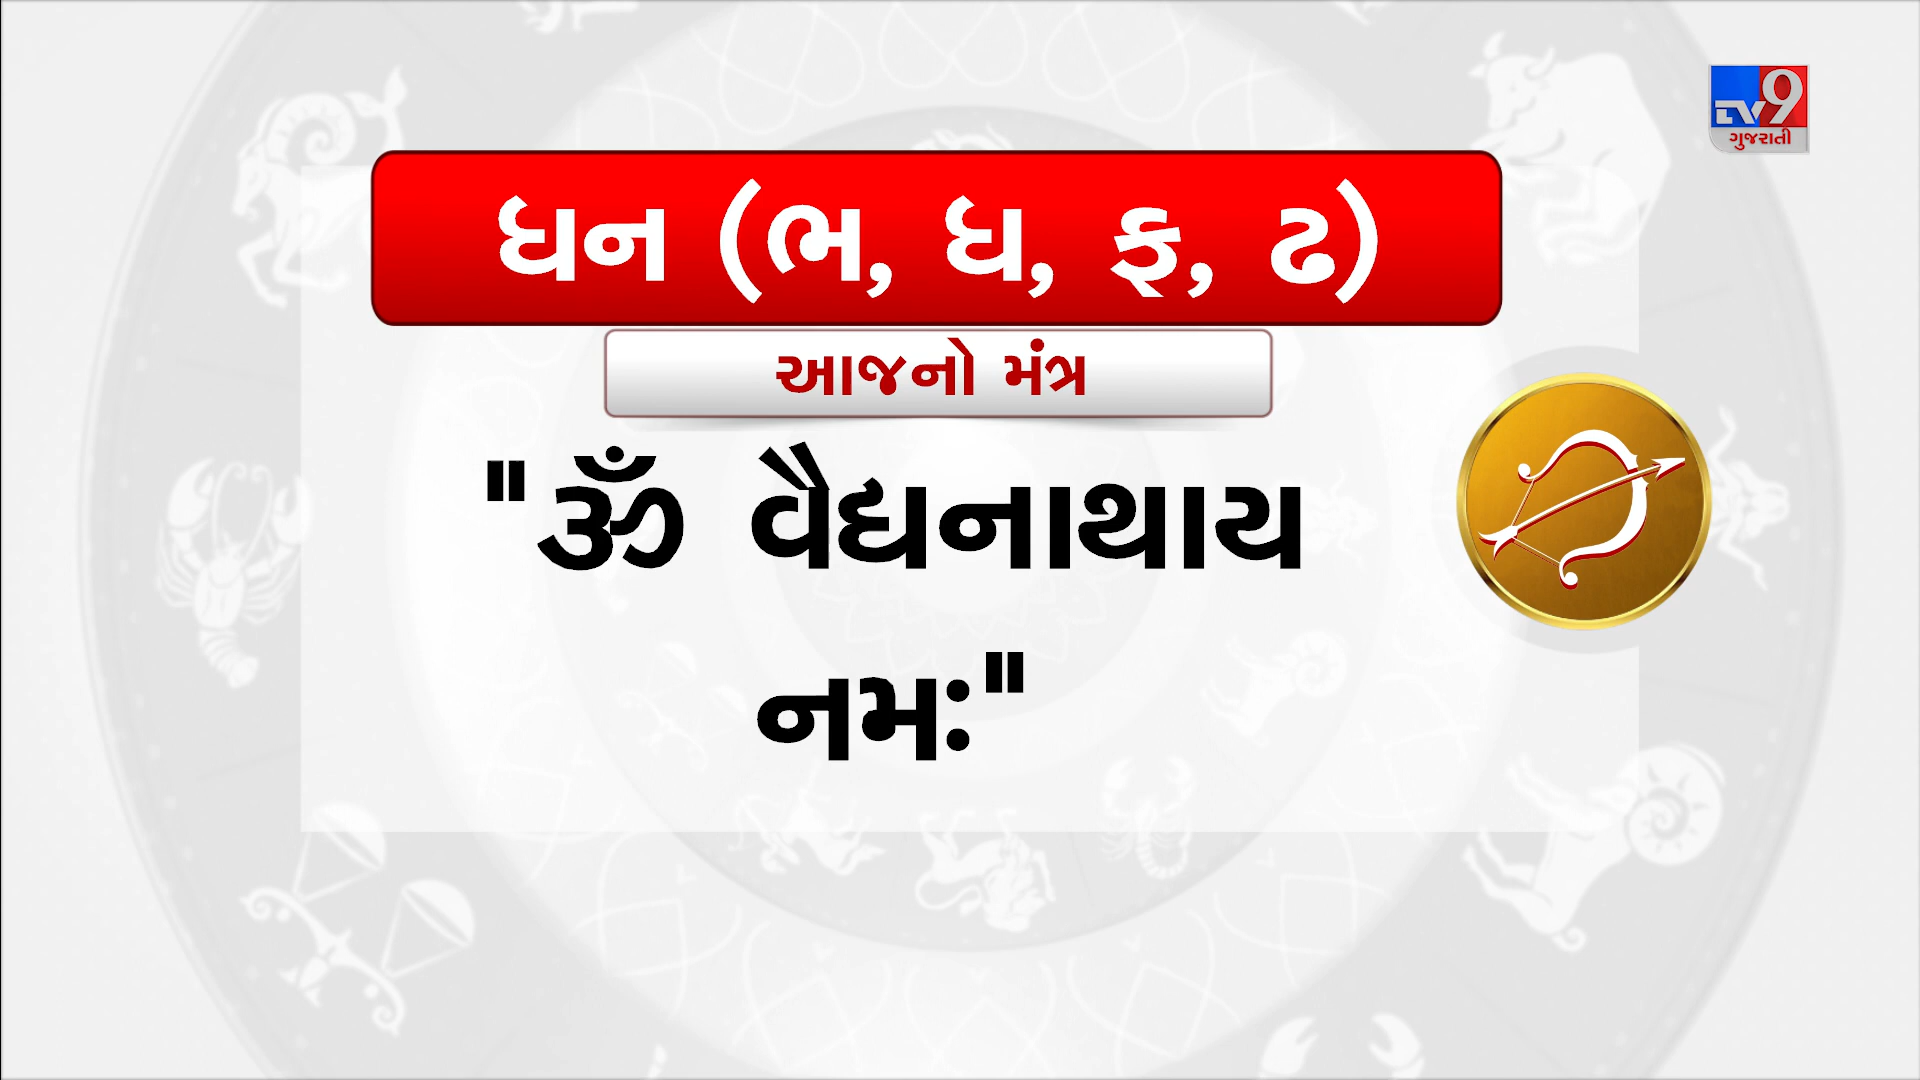 TV9
ગુજરાતી
ધન (ભ, ધ, ફ, ઢ)
આજનો મંત્ર
"ૐ વૈદ્યનાથાય
નમઃ"